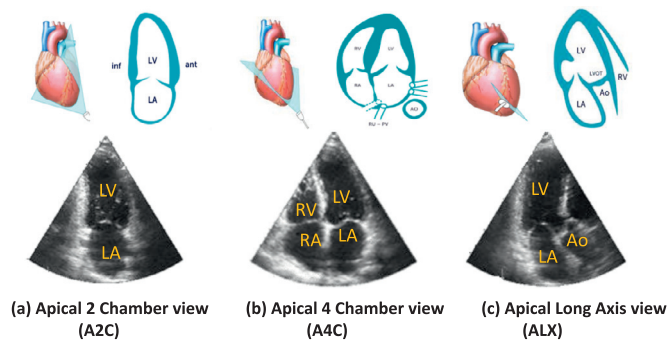 inf
LV
LA
ant
RV
LV
RA
LA
AO
LV
LVOT
RV
Ao
LA
LV
LA
RV
LV
RA
LA
LV
LA
Ao
(a) Apical 2 Chamber view
(A2C)
(b) Apical 4 Chamber view
(A4C)
(c) Apical Long Axis view
(ALX)